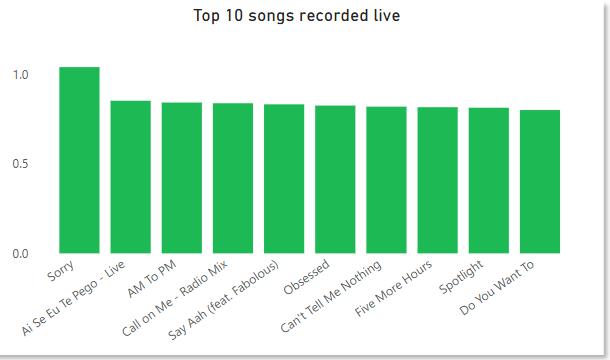 Top 10 songs recorded live
1.0
0.5
0.0
Sorry
Ai Se Eu Te Pego - Live
AM To PM
Call on Me - Radio Mix
Say Aah (feat. Fabolous)
Obsessed
Can't Tell Me Nothing
Five More Hours
Spotlight
Do You Want To